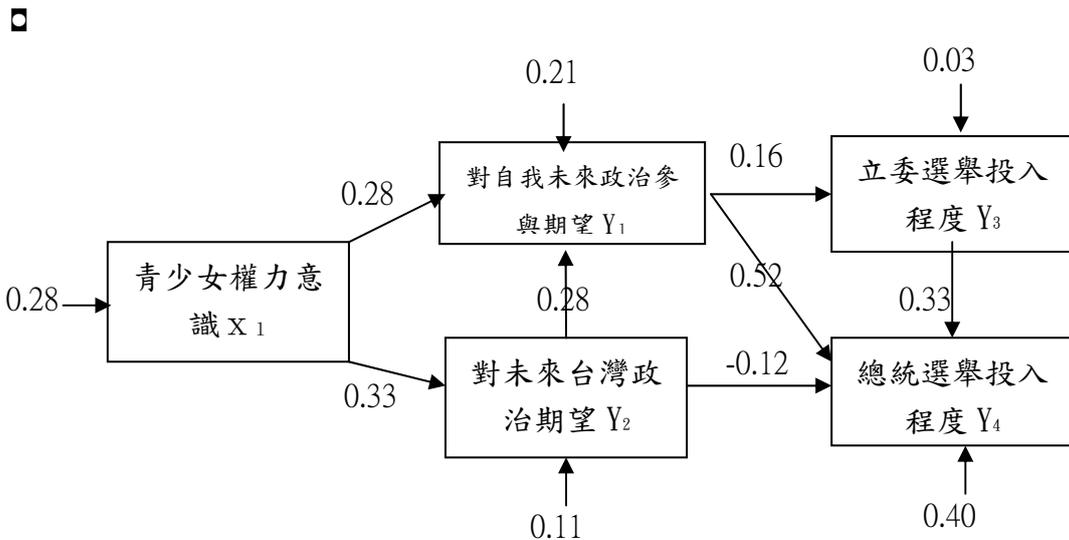 0.21
0.03
對自我未來政治參
與期望 Y1
0.16
立委選舉投入
程度 Y3
0.28
青少女權力意
識 X 1
0.28
0.28
0.52
0.33
0.33
對未來台灣政
治期望 Y2
-0.12
總統選舉投入
程度 Y4
0.11
0.40